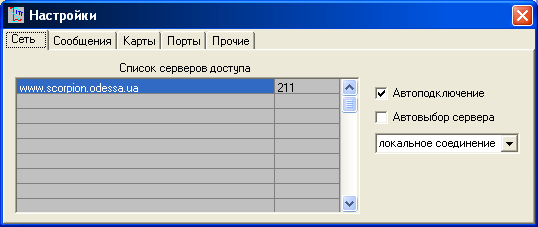 Настройки
Сеть Сообщения Карты Порты Прочие
Список серверов доступа
www.scorpion.odessa.ua 211
Автоподключение
Автовыбор сервера
локальное соединение